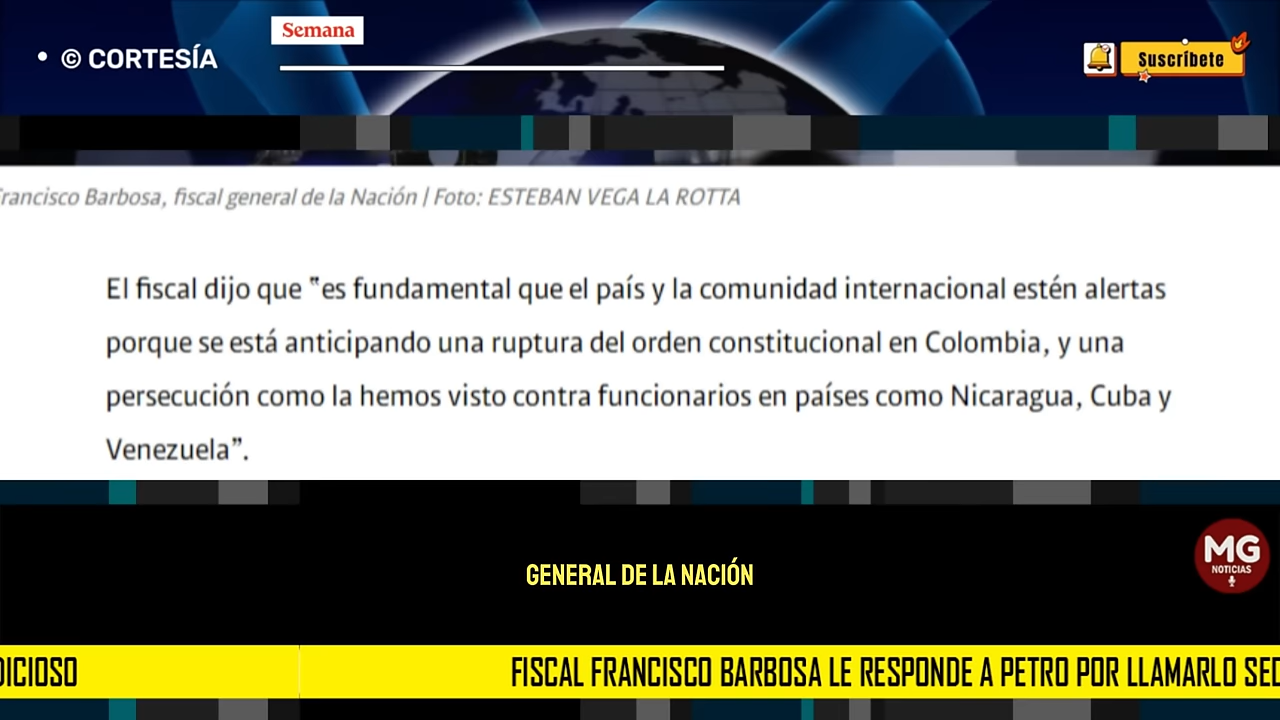 Semana
• © CORTESÍA
Suscríbete
Francisco Barbosa, fiscal general de la Nación | Foto: ESTEBAN VEGA LA ROTTA
El fiscal dijo que “es fundamental que el país y la comunidad internacional estén alertas
porque se está anticipando una ruptura del orden constitucional en Colombia, y una
persecución como la hemos visto contra funcionarios en países como Nicaragua, Cuba y
Venezuela”.
GENERAL DE LA NACIÓN
MG
NOTICIAS
DICIOSO FISCAL FRANCISCO BARBOSA LE RESPONDE A PETRO POR LLAMARLO SED